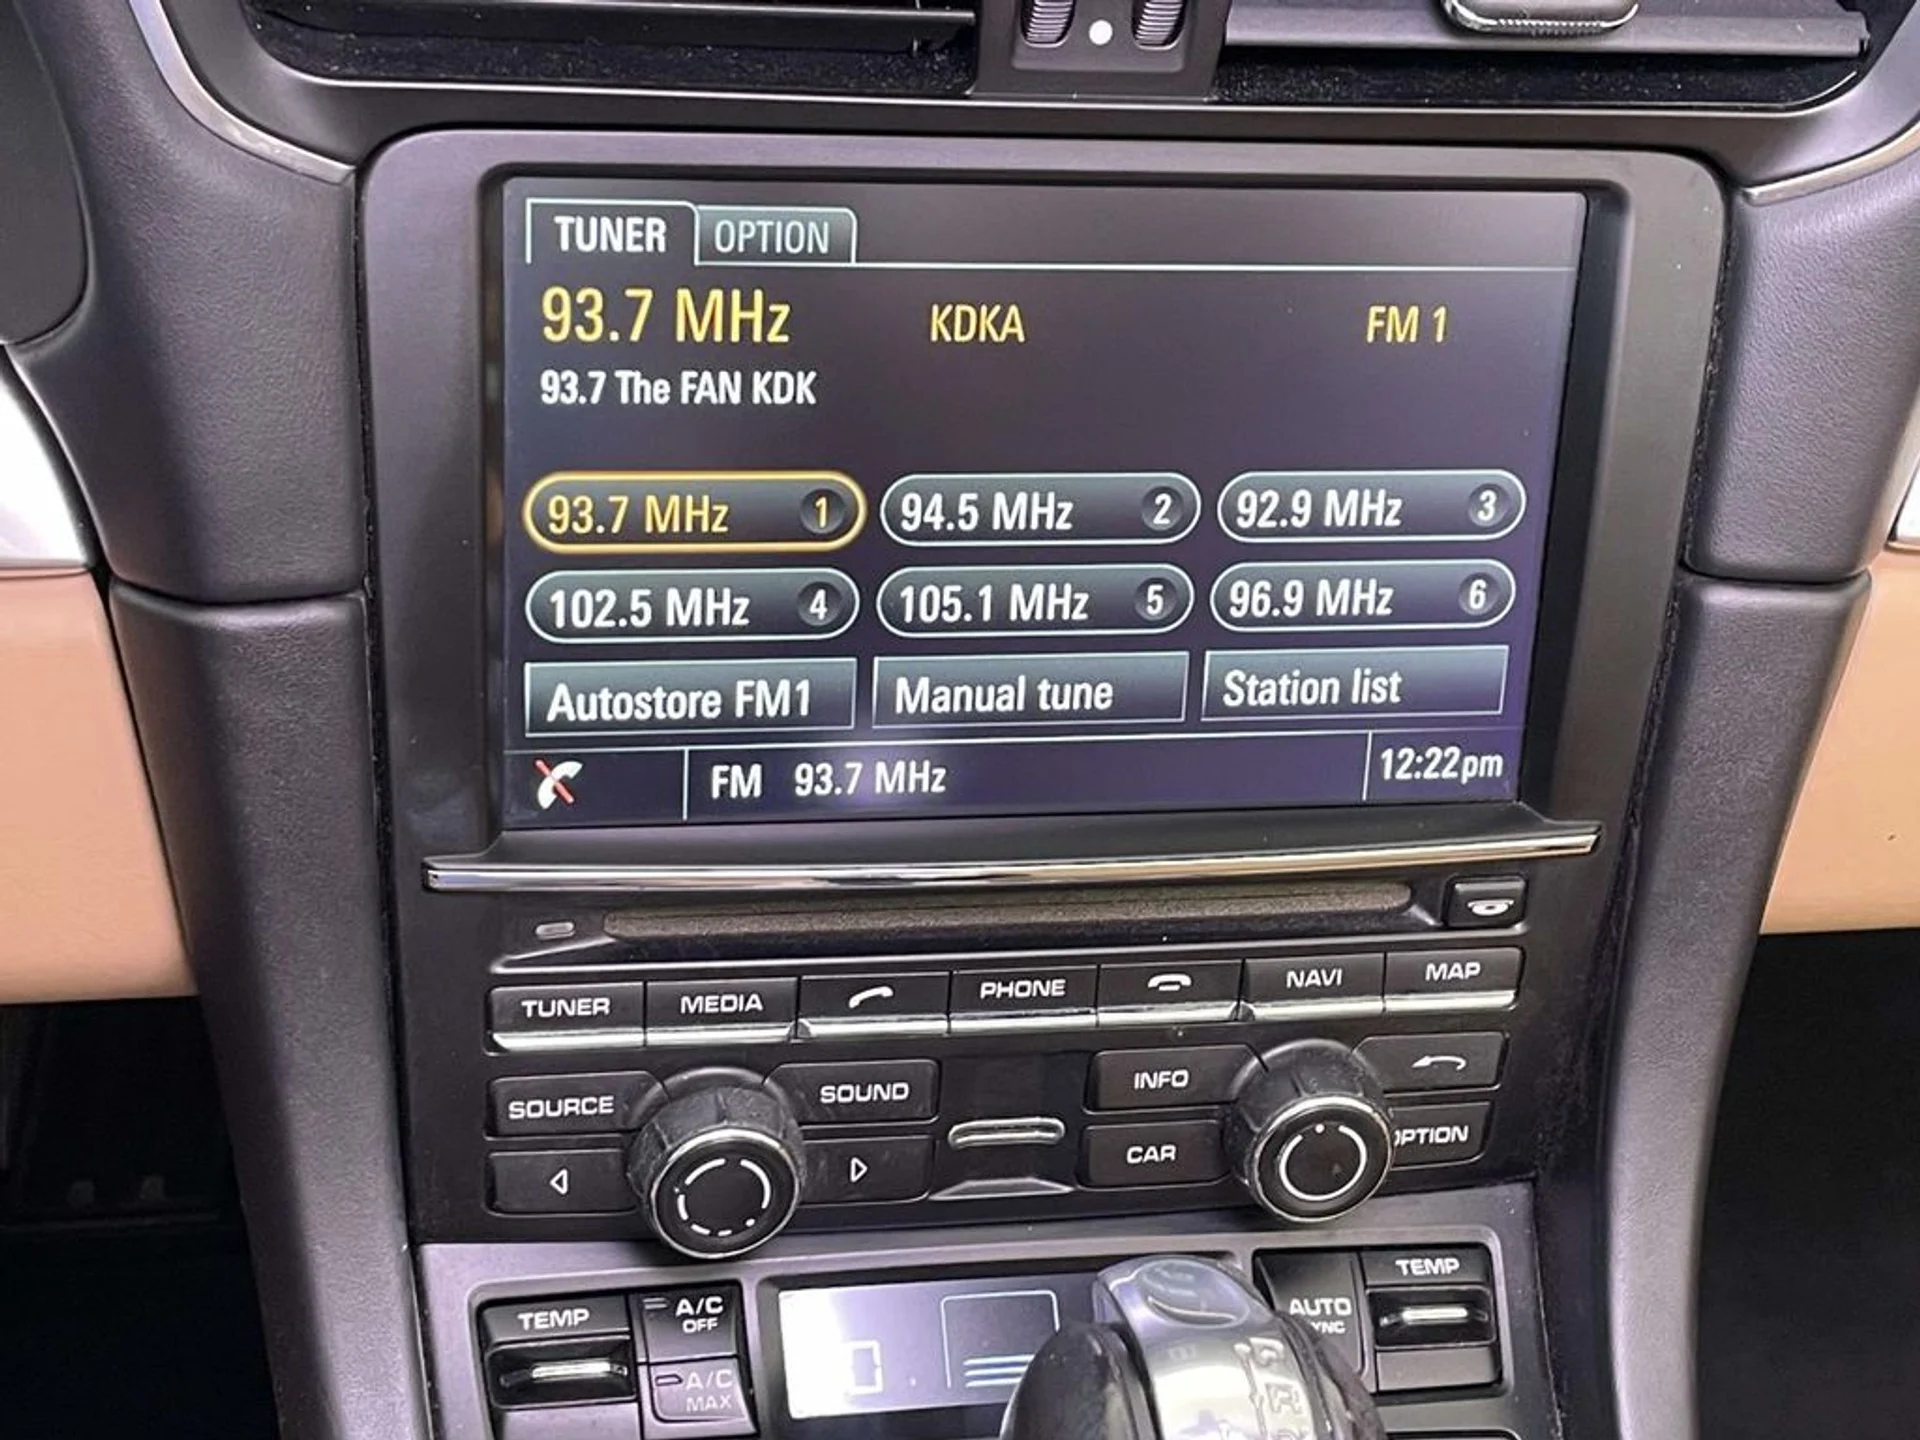 TUNER OPTION
93.7 MHz KDKA FM 1
93.7 The FAN KDK
93.7 MHz 1 94.5 MHz 2 92.9 MHz 3
102.5 MHz 4 105.1 MHz 5 96.9 MHz 6
Autostore FM1 Manual tune Station list
FM 93.7 MHz 12:22pm
TUNER MEDIA PHONE NAVI MAP
SOURCE SOUND INFO
CAR OPTION
TEMP A/C OFF AUTO TEMP
A/C MAX